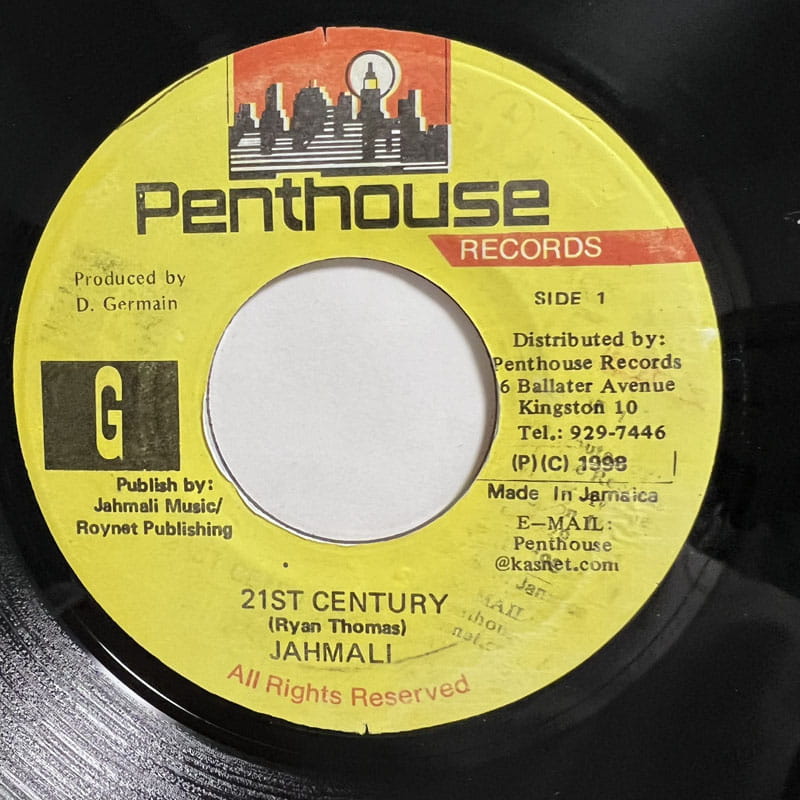 Penthouse
RECORDS
Produced by
D. Germain
G
Publish by:
Jahmali Music/
Roynet Publishing
SIDE 1
Distributed by:
Penthouse Records
6 Ballater Avenue
Kingston 10
Tel.: 929-7446
(P)(C) 1998
Made In Jamaica
E-MAIL:
Penthouse
@kasnet.com
21ST CENTURY
(Ryan Thomas)
JAHMALI
All Rights Reserved